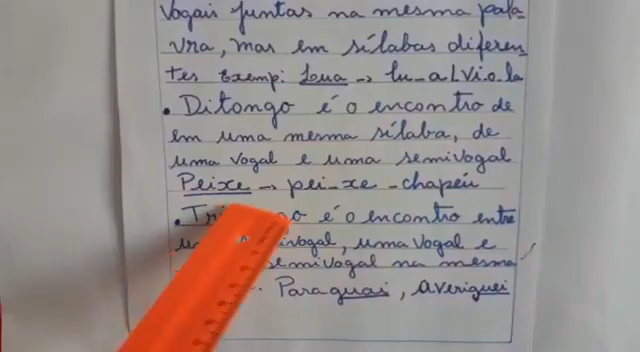 vogais juntas na mesma pala-
vra, mas em sílabas diferen-
tes Exemp: Lua → lu-a | Vi.o.la
. Ditongo é o encontro de
em uma mesma sílaba, de
uma vogal e uma semivogal
Peixe → pei-xe - chapéu
é o encontro entre
uma vogal e
semivogal na mesma
Paraguai, averiguei